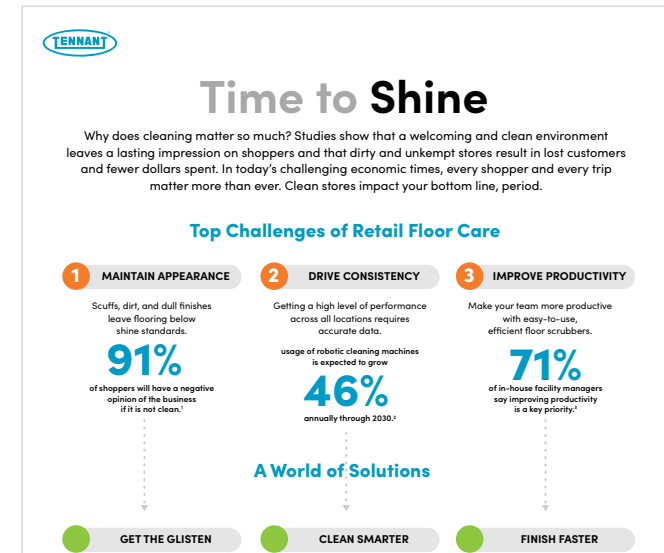 TENNANT
Time to Shine
Why does cleaning matter so much? Studies show that a welcoming and clean environment
leaves a lasting impression on shoppers and that dirty and unkempt stores result in lost customers
and fewer dollars spent. In today's challenging economic times, every shopper and every trip
matter more than ever. Clean stores impact your bottom line, period.
Top Challenges of Retail Floor Care
1 MAINTAIN APPEARANCE
Scuffs, dirt, and dull finishes
leave flooring below
shine standards.
91%
of shoppers will have a negative
opinion of the business
if it is not clean.¹
2 DRIVE CONSISTENCY
Getting a high level of performance
across all locations requires
accurate data.
usage of robotic cleaning machines
is expected to grow
46%
annually through 2030.²
3 IMPROVE PRODUCTIVITY
Make your team more productive
with easy-to-use,
efficient floor scrubbers.
71%
of in-house facility managers
say improving productivity
is a key priority.³
A World of Solutions
GET THE GLISTEN
CLEAN SMARTER
FINISH FASTER